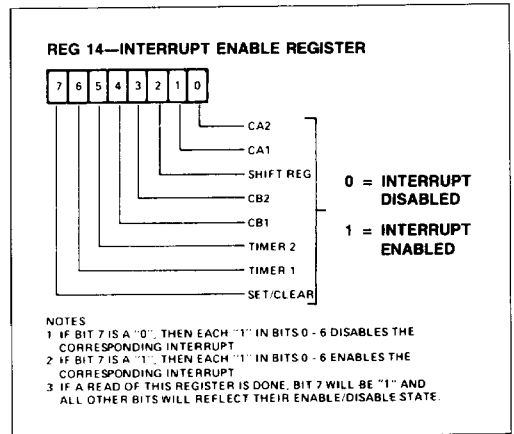 REG 14—INTERRUPT ENABLE REGISTER
7 6 5 4 3 2 1 0
CA2
CA1
SHIFT REG
CB2
CB1
TIMER 2
TIMER 1
SET/CLEAR
0 = INTERRUPT
DISABLED
1 = INTERRUPT
ENABLED
NOTES
1 IF BIT 7 IS A "0", THEN EACH "1" IN BITS 0 - 6 DISABLES THE
CORRESPONDING INTERRUPT
2 IF BIT 7 IS A "1", THEN EACH "1" IN BITS 0 - 6 ENABLES THE
CORRESPONDING INTERRUPT
3 IF A READ OF THIS REGISTER IS DONE, BIT 7 WILL BE "1" AND
ALL OTHER BITS WILL REFLECT THEIR ENABLE/DISABLE STATE.